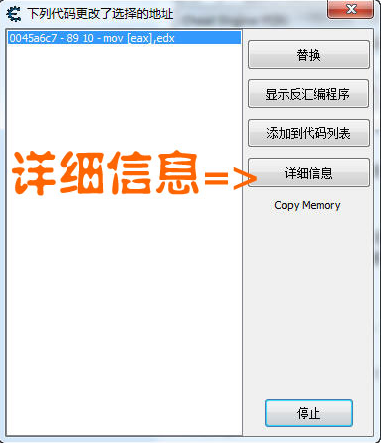 下列代码更改了选择的地址
0045a6c7 - 89 10 - mov [eax],edx
替换
显示反汇编程序
添加到代码列表
详细信息=>
详细信息
Copy Memory
停止